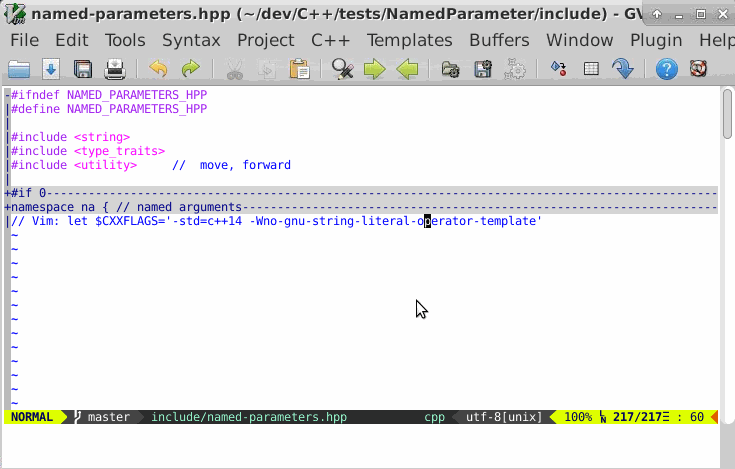 named-parameters.hpp (~/dev/C++/tests/NamedParameter/include) - GV
File Edit Tools Syntax Project C++ Templates Buffers Window Plugin Help
-#ifndef NAMED_PARAMETERS_HPP
|#define NAMED_PARAMETERS_HPP
|
|#include <string>
|#include <type_traits>
|#include <utility> // move, forward
|
+#if 0------------------------------------------------------------------------------------------------
+namespace na { // named arguments--------------------------------------------------------------------
|// Vim: let $CXXFLAGS='-std=c++14 -Wno-gnu-string-literal-operator-template'
~
~
~
~
~
~
~
~
~
~
~
~
~
NORMAL master include/named-parameters.hpp cpp utf-8[unix] 100% LN 217/217☰ : 60